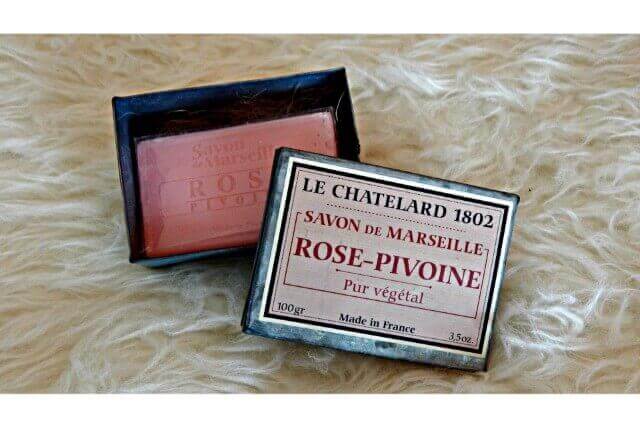 Savon
de Marseille
ROSE
PIVOI
LE CHATELARD 1802
SAVON DE MARSEILLE
ROSE-PIVOINE
Pur végétal
100gr
Made in France
3,5oz.